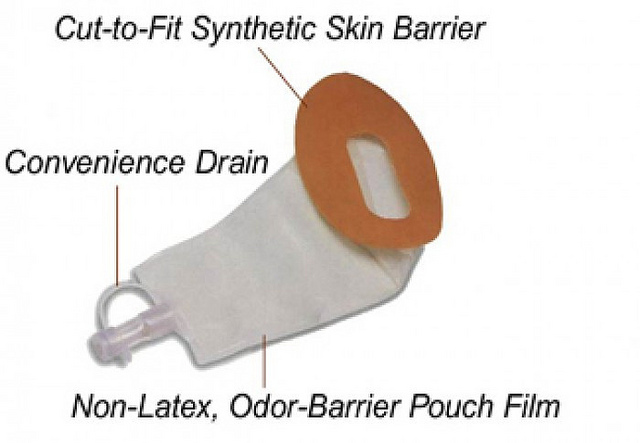 Cut-to-Fit Synthetic Skin Barrier
Convenience Drain
Non-Latex, Odor-Barrier Pouch Film